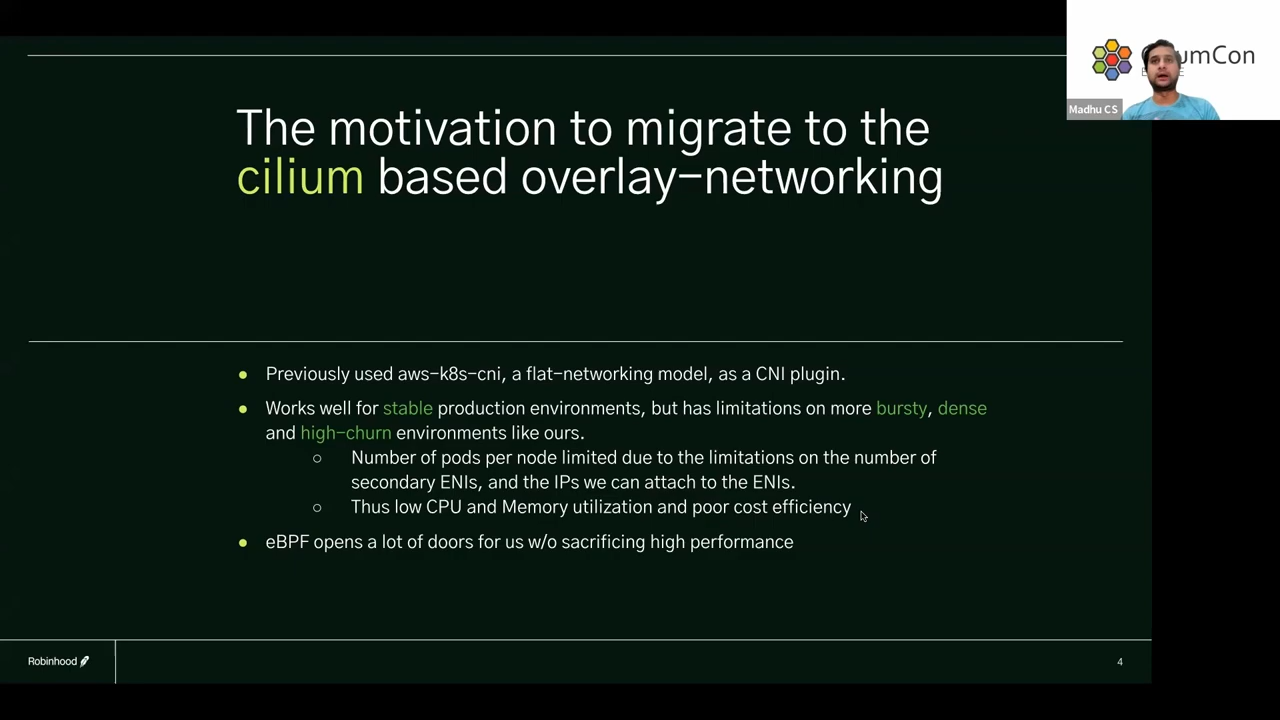 The motivation to migrate to the
cilium based overlay-networking
umCon
Madhu CS
● Previously used aws-k8s-cni, a flat-networking model, as a CNI plugin.
● Works well for stable production environments, but has limitations on more bursty, dense
and high-churn environments like ours.
○ Number of pods per node limited due to the limitations on the number of
secondary ENIs, and the IPs we can attach to the ENIs.
○ Thus low CPU and Memory utilization and poor cost efficiency
● eBPF opens a lot of doors for us w/o sacrificing high performance
Robinhood
4